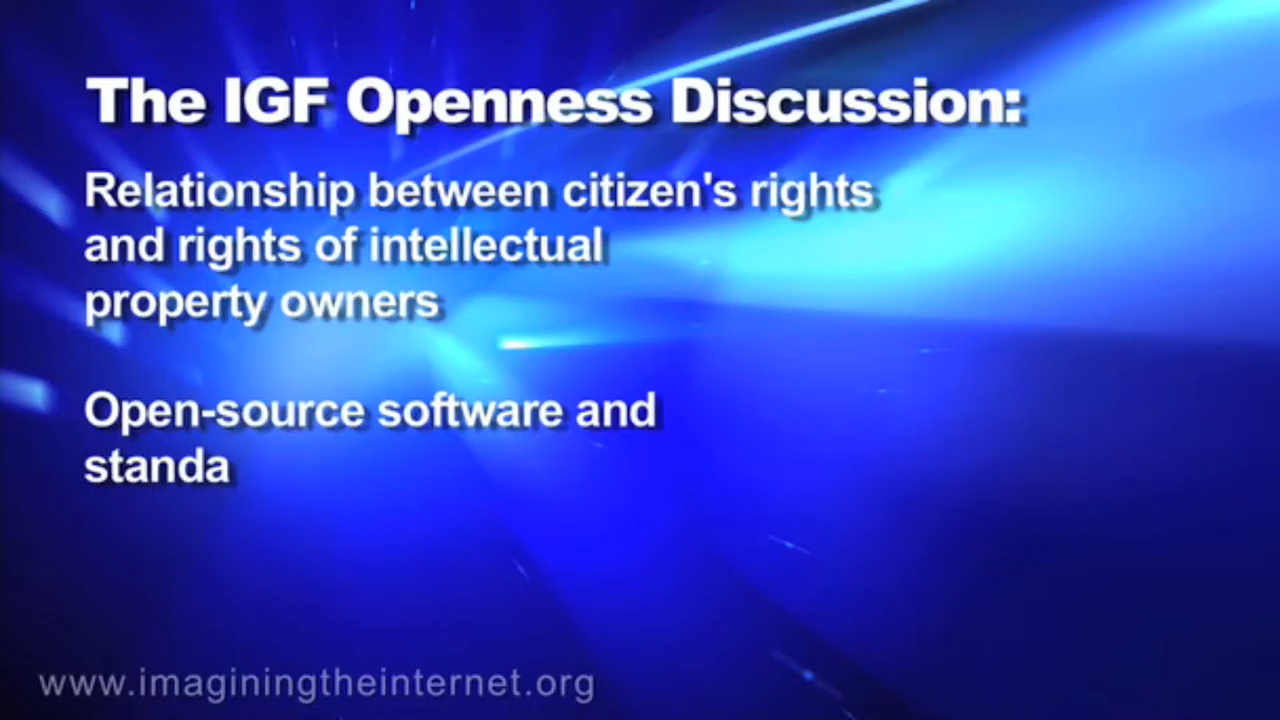 The IGF Openness Discussion:
Relationship between citizen's rights
and rights of intellectual
property owners
Open-source software and
standa
www.imaginingtheinternet.org